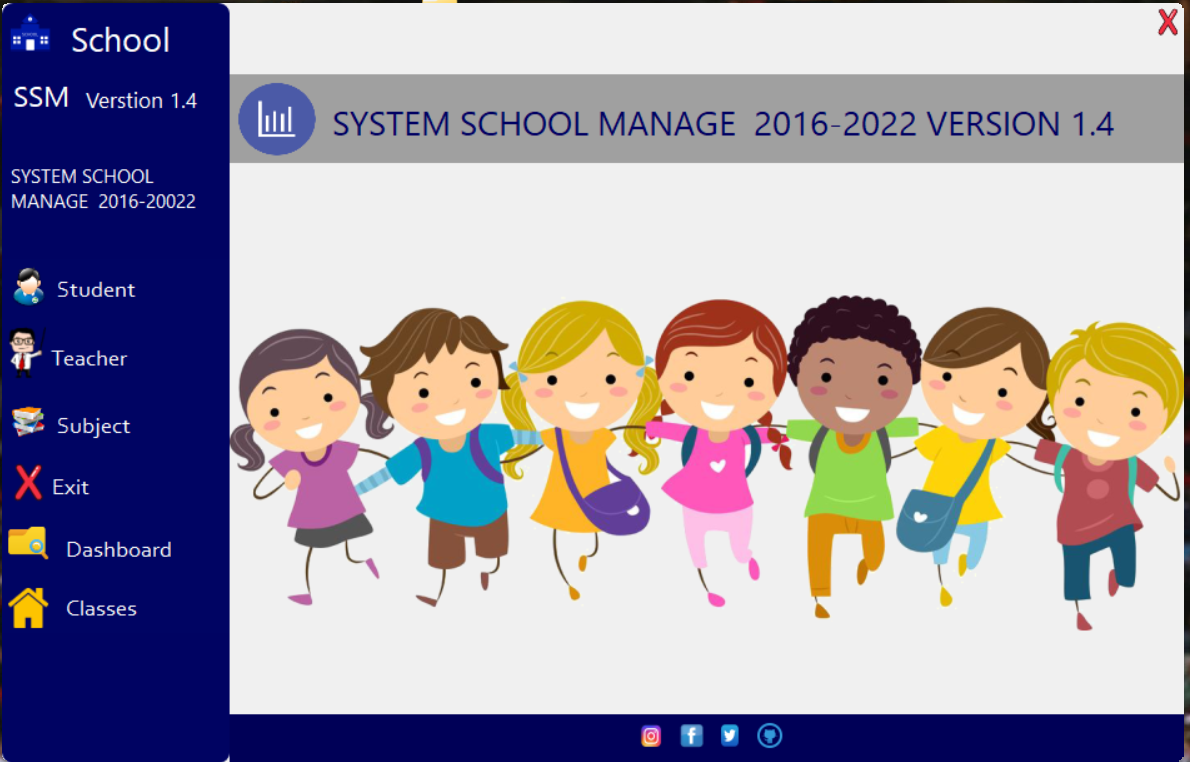 School
SSM Verstion 1.4
SYSTEM SCHOOL
MANAGE 2016-20022
Student
Teacher
Subject
Exit
Dashboard
Classes
SYSTEM SCHOOL MANAGE 2016-2022 VERSION 1.4